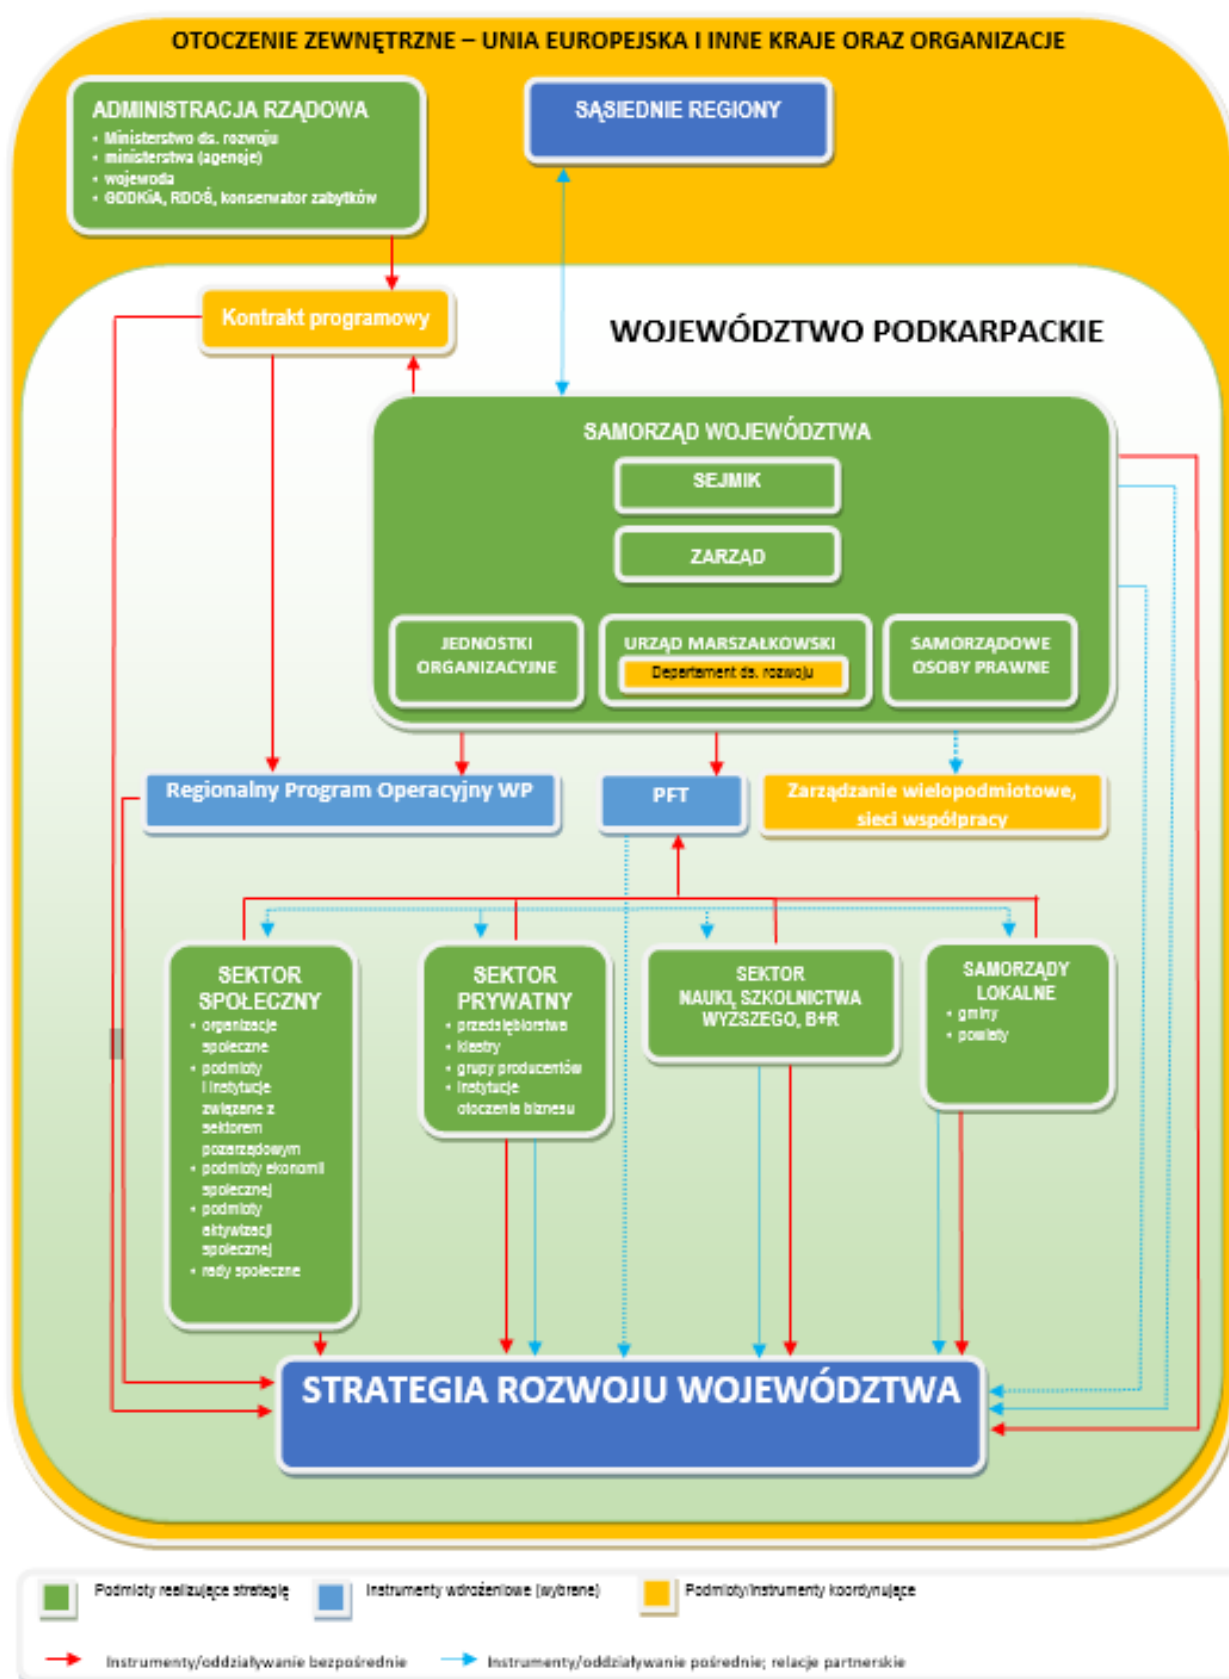 OTOCZENIE ZEWNĘTRZNE – UNIA EUROPEJSKA I INNE KRAJE ORAZ ORGANIZACJE
ADMINISTRACJA RZĄDOWA
• Ministerstwo ds. rozwoju
• ministerstwa (agencje)
• wojewoda
• GDDKiA, RDOŚ, konserwator zabytków
SĄSIEDNIE REGIONY
Kontrakt programowy
WOJEWÓDZTWO PODKARPACKIE
SAMORZĄD WOJEWÓDZTWA
SEJMIK
ZARZĄD
JEDNOSTKI
ORGANIZACYJNE
URZĄD MARSZAŁKOWSKI
Departament ds. rozwoju
SAMORZĄDOWE
OSOBY PRAWNE
Regionalny Program Operacyjny WP
PFT
Zarządzanie wielopodmiotowe,
sieci współpracy
SEKTOR
SPOŁECZNY
• organizacje
społeczne
• podmioty
i instytucje
związane z
sektorem
pozarządowym
• podmioty ekonomii
społecznej
• podmioty
aktywizacji
społecznej
• rady społeczne
SEKTOR
PRYWATNY
• przedsiębiorstwa
• klastry
• grupy producentów
• instytucje
otoczenia biznesu
SEKTOR
NAUKI, SZKOLNICTWA
WYŻSZEGO, B+R
SAMORZĄDY
LOKALNE
• gminy
• powiaty
STRATEGIA ROZWOJU WOJEWÓDZTWA
Podmioty realizujące strategię
Instrumenty wdrożeniowe (wybrane)
Podmioty/instrumenty koordynujące
Instrumenty/oddziaływanie bezpośrednie
Instrumenty/oddziaływanie pośrednie; relacje partnerskie